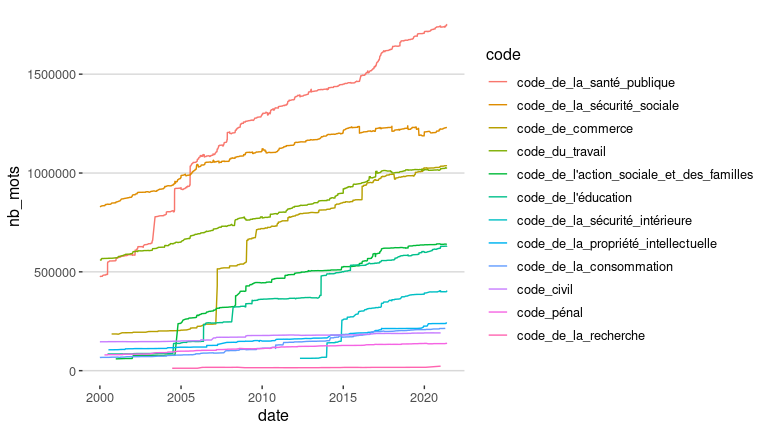 code
code_de_la_santé_publique
code_de_la_sécurité_sociale
code_de_commerce
code_du_travail
code_de_l'action_sociale_et_des_familles
code_de_l'éducation
code_de_la_sécurité_intérieure
code_de_la_propriété_intellectuelle
code_de_la_consommation
code_civil
code_pénal
code_de_la_recherche
nb_mots
1500000
1000000
500000
0
2000 2005 2010 2015 2020
date